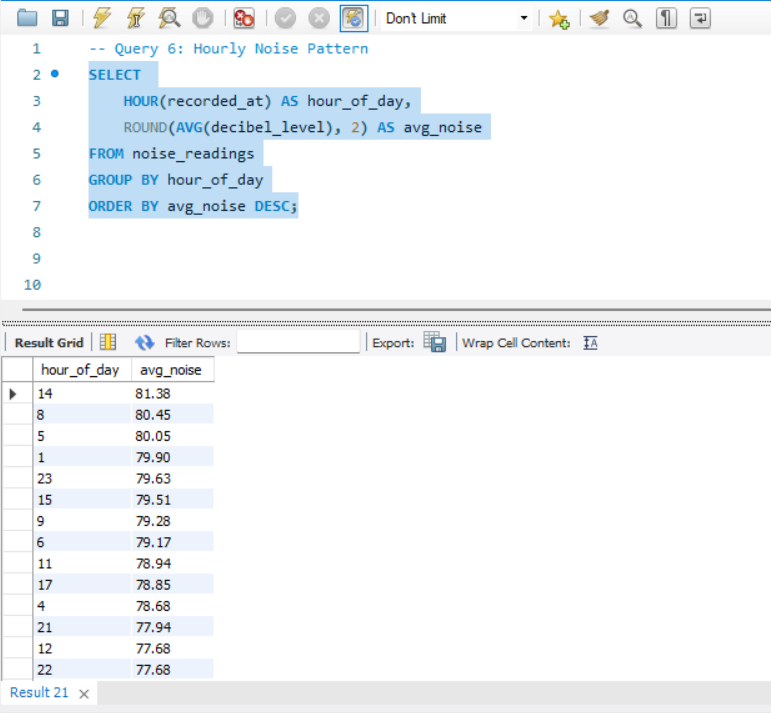 Don't Limit
1 -- Query 6: Hourly Noise Pattern
2 SELECT
3 HOUR(recorded_at) AS hour_of_day,
4 ROUND(AVG(decibel_level), 2) AS avg_noise
5 FROM noise_readings
6 GROUP BY hour_of_day
7 ORDER BY avg_noise DESC;
8
9
10
Result Grid Filter Rows: Export: Wrap Cell Content: IA
hour_of_day avg_noise
14 81.38
8 80.45
5 80.05
1 79.90
23 79.63
15 79.51
9 79.28
6 79.17
11 78.94
17 78.85
4 78.68
21 77.94
12 77.68
22 77.68
Result 21